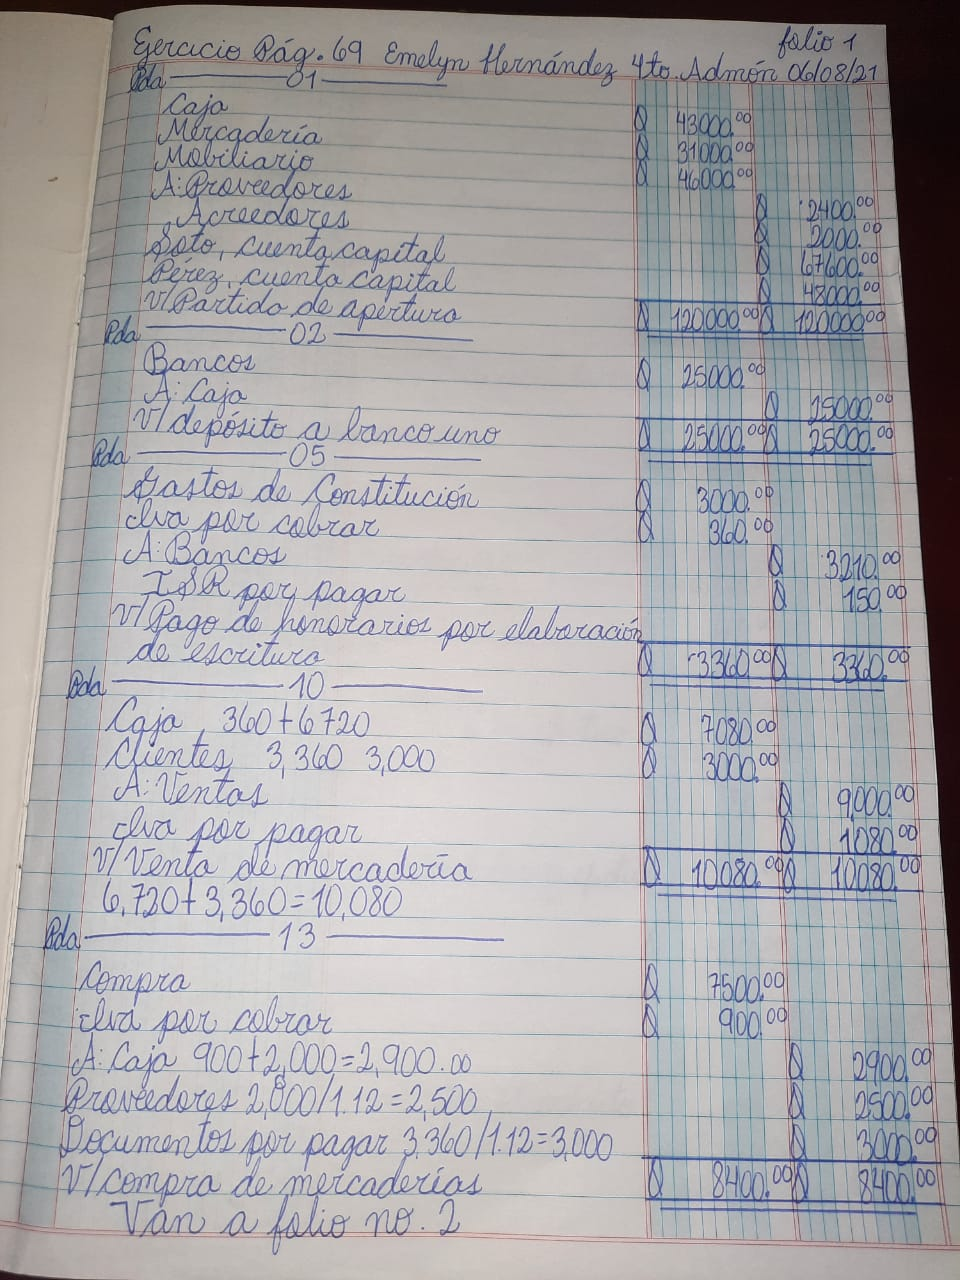 folio 1
Ejercicio Pág. 69 Emelyn Hernández 4to. Admón 06/08/21
Pda 01
Caja Q 43000.00
Mercadería Q 31000.00
Mobiliario Q 46000.00
A: Proveedores Q 2400.00
Acreedores Q 2000.00
Soto, cuenta capital Q 67600.00
Pérez, cuenta capital Q 48000.00
V/ Partida de apertura Q 120000.00 Q 120000.00
Pda 02
Bancos Q 25000.00
A: Caja Q 25000.00
V/ depósito a banco uno Q 25000.00 Q 25000.00
Pda 05
Gastos de Constitución Q 3000.00
Iva por cobrar Q 360.00
A: Bancos Q 3210.00
ISR por pagar Q 150.00
V/ Pago de honorarios por elaboración
de escritura Q 3360.00 Q 3360.00
Pda 10
Caja 360+6720 Q 7080.00
Clientes 3,360 3,000 Q 3000.00
A: Ventas Q 9,000.00
Iva por pagar Q 1080.00
V/ Venta de mercadería Q 10080.00 Q 10080.00
6,720+3,360=10,080
Pda 13
Compra Q 7500.00
Iva por cobrar Q 900.00
A: Caja 900+2,000=2,900.00 Q 2900.00
Proveedores 2,800/1.12=2,500 Q 2500.00
Documentos por pagar 3,360/1.12=3,000 Q 3000.00
V/ compra de mercaderías Q 8400.00 Q 8400.00
Van a folio no. 2